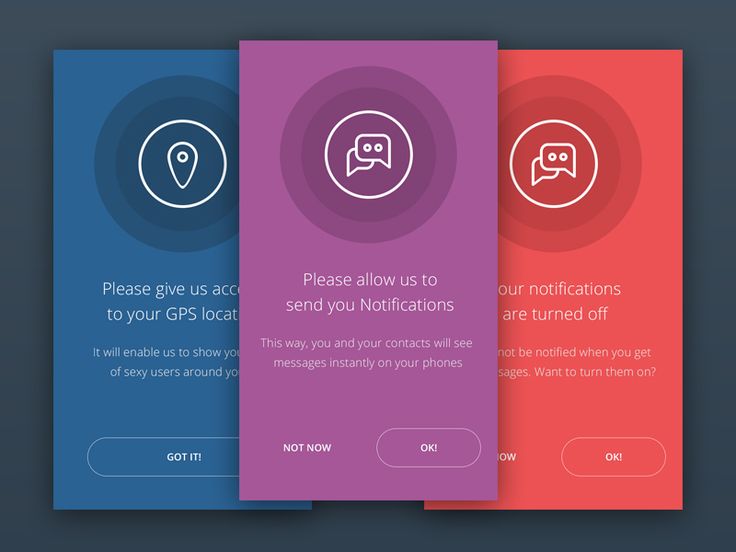 Please give us acc
to your GPS locat
It will enable us to show you
of sexy users around yo
GOT IT!
Please allow us to
send you Notifications
This way, you and your contacts will see
messages instantly on your phones
NOT NOW
OK!
our notifications
are turned off
not be notified when you get
sages. Want to turn them on?
NOW
OK!